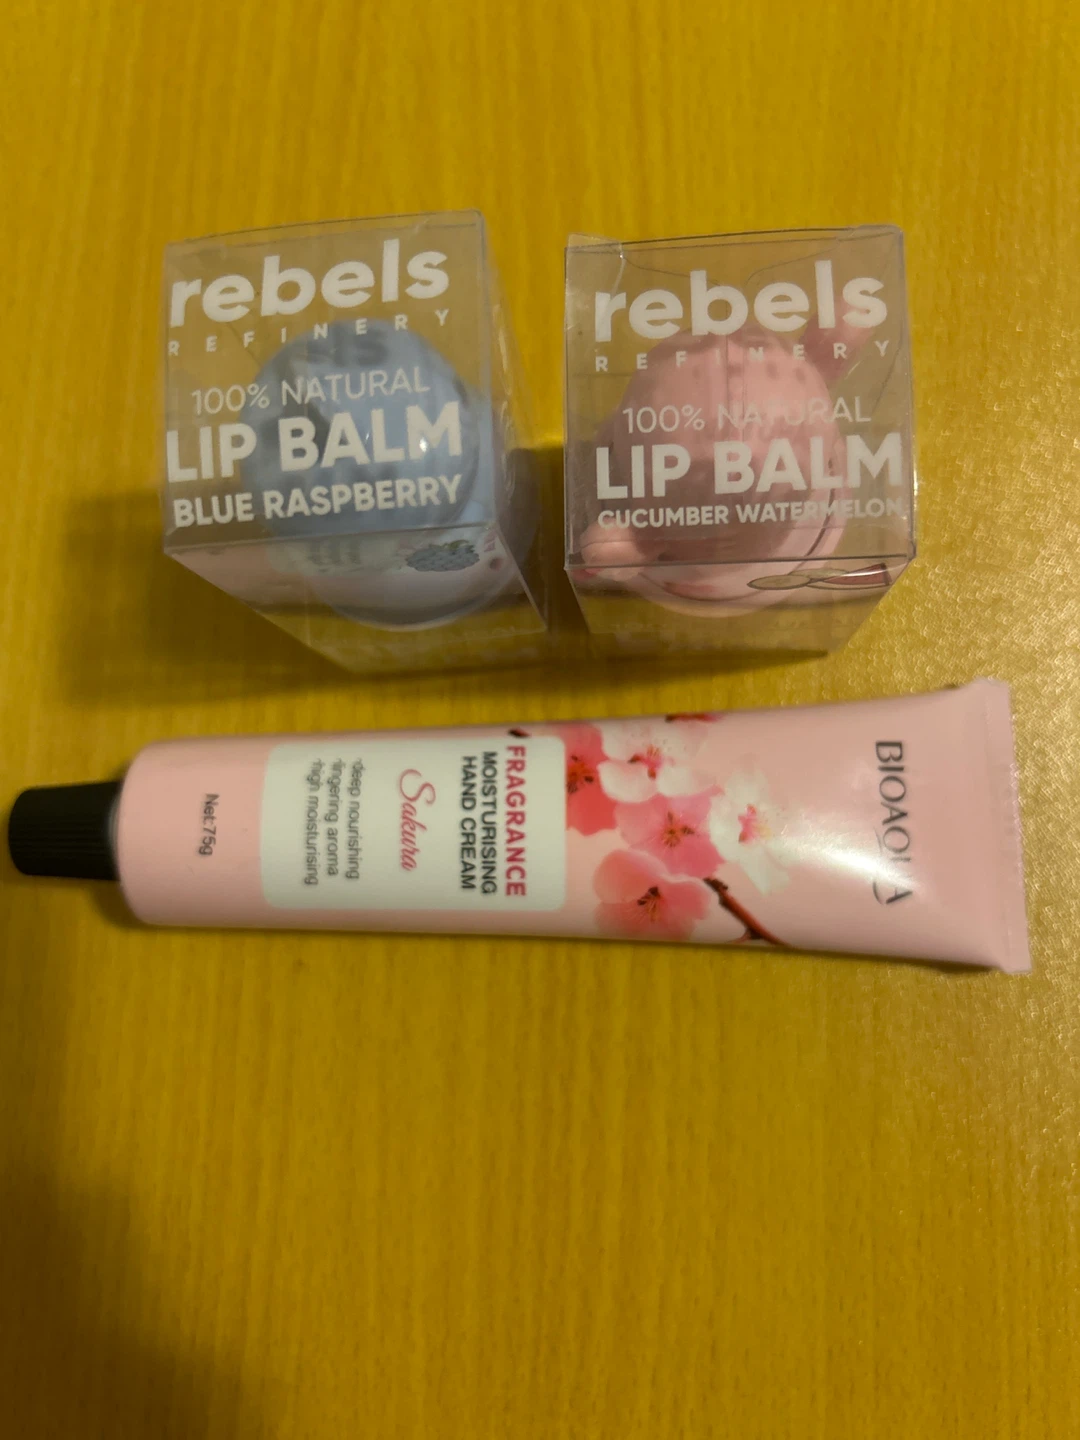 rebels
REFINERY
100% NATURAL
LIP BALM
BLUE RASPBERRY
rebels
REFINERY
100% NATURAL
LIP BALM
CUCUMBER WATERMELON
BIOAQUA
FRAGRANCE
MOISTURISING
HAND CREAM
Sakura
·deep nourishing
·lingering aroma
·high moisturising
Net:75g